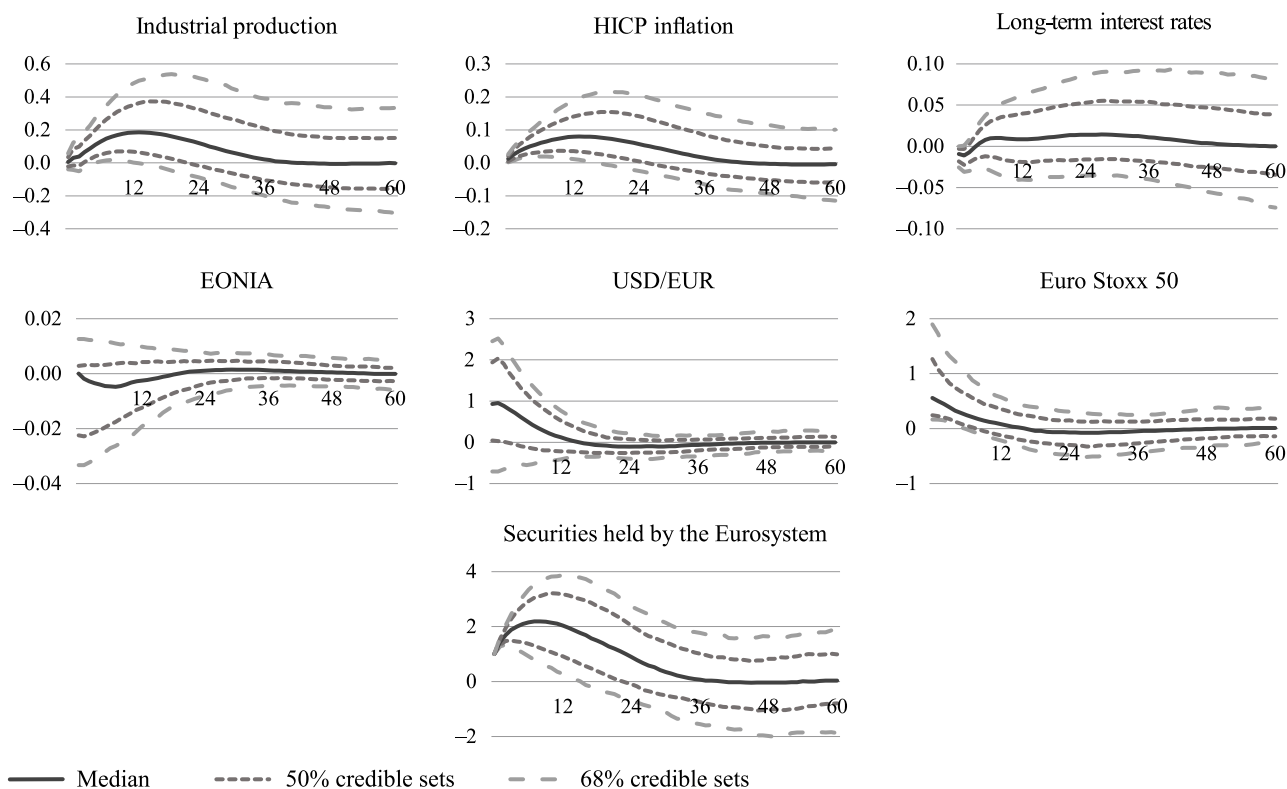 Industrial production
0.6
0.4
0.2
0.0
–0.2
–0.4
12 24 36 48 60
HICP inflation
0.3
0.2
0.1
0.0
–0.1
–0.2
12 24 36 48 60
Long-term interest rates
0.10
0.05
0.00
–0.05
–0.10
12 24 36 48 60
EONIA
0.02
0.00
–0.02
–0.04
12 24 36 48 60
USD/EUR
3
2
1
0
–1
12 24 36 48 60
Euro Stoxx 50
2
1
0
–1
12 24 36 48 60
Securities held by the Eurosystem
4
2
0
–2
12 24 36 48 60
Median 50% credible sets 68% credible sets